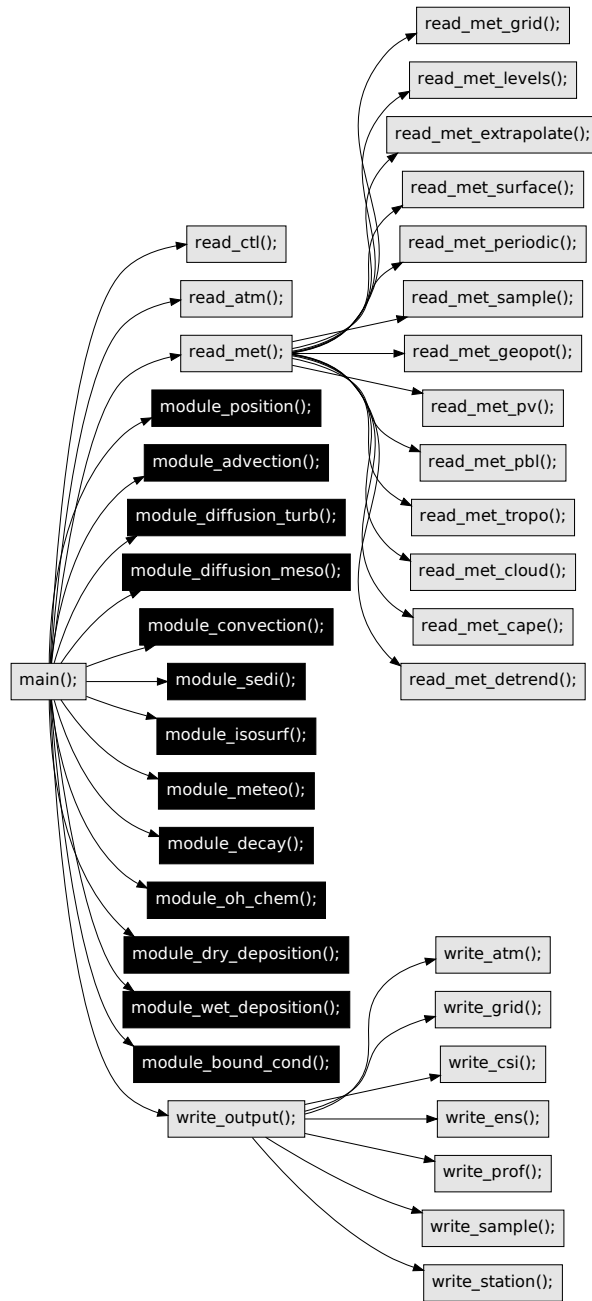 read_met_grid();
read_met_levels();
read_met_extrapolate();
read_met_surface();
read_ctl();
read_met_periodic();
read_atm();
read_met_sample();
read_met();
read_met_geopot();
module_position();
read_met_pv();
module_advection();
read_met_pbl();
module_diffusion_turb();
read_met_tropo();
module_diffusion_meso();
read_met_cloud();
module_convection();
read_met_cape();
main();
module_sedi();
read_met_detrend();
module_isosurf();
module_meteo();
module_decay();
module_oh_chem();
module_dry_deposition();
write_atm();
module_wet_deposition();
write_grid();
module_bound_cond();
write_csi();
write_output();
write_ens();
write_prof();
write_sample();
write_station();